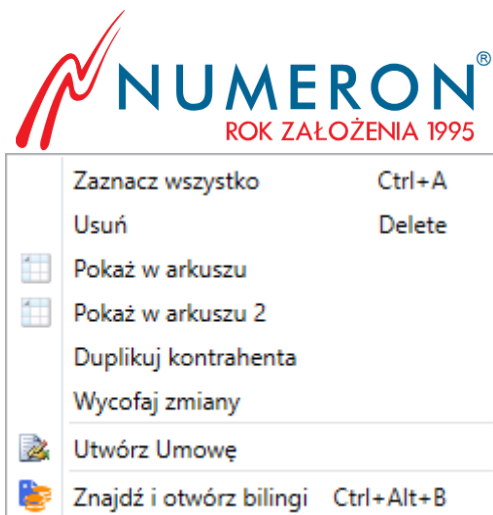 NUMERON®
ROK ZAŁOŻENIA 1995
Zaznacz wszystko Ctrl+A
Usuń Delete
Pokaż w arkuszu
Pokaż w arkuszu 2
Duplikuj kontrahenta
Wycofaj zmiany
Utwórz Umowę
Znajdź i otwórz bilingi Ctrl+Alt+B